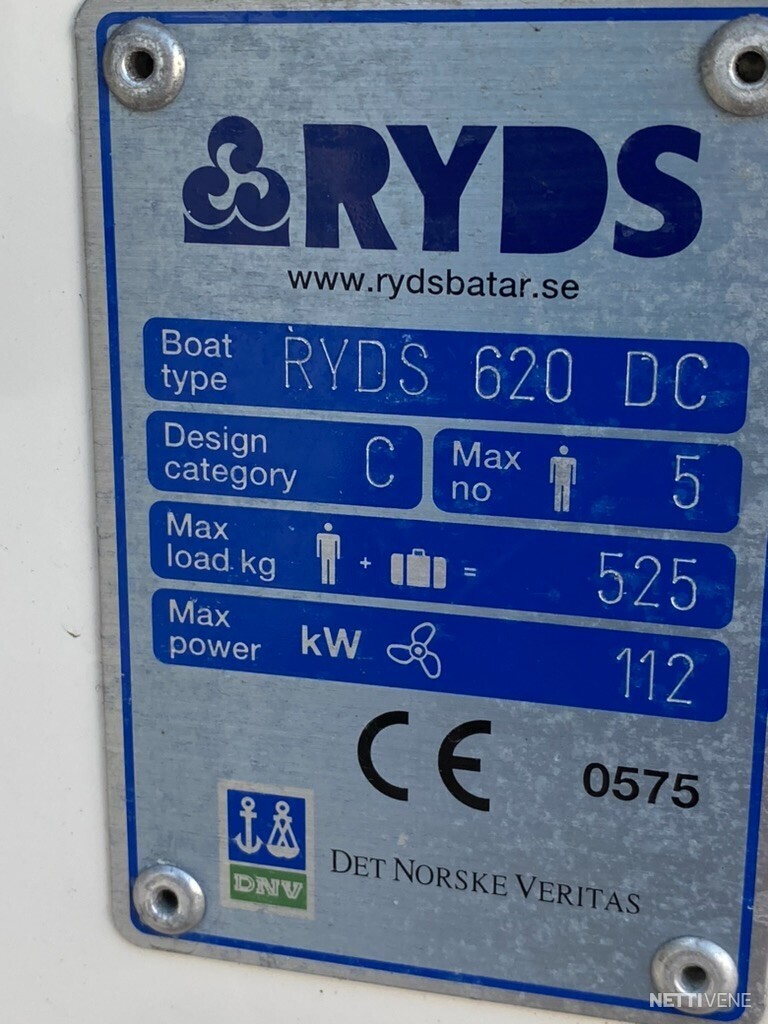 RYDS
www.rydsbatar.se
Boat type RYDS 620 DC
Design category C
Max no 5
Max load kg + = 525
Max power kW 112
CE 0575
DNV
DET NORSKE VERITAS
NETTIVENE